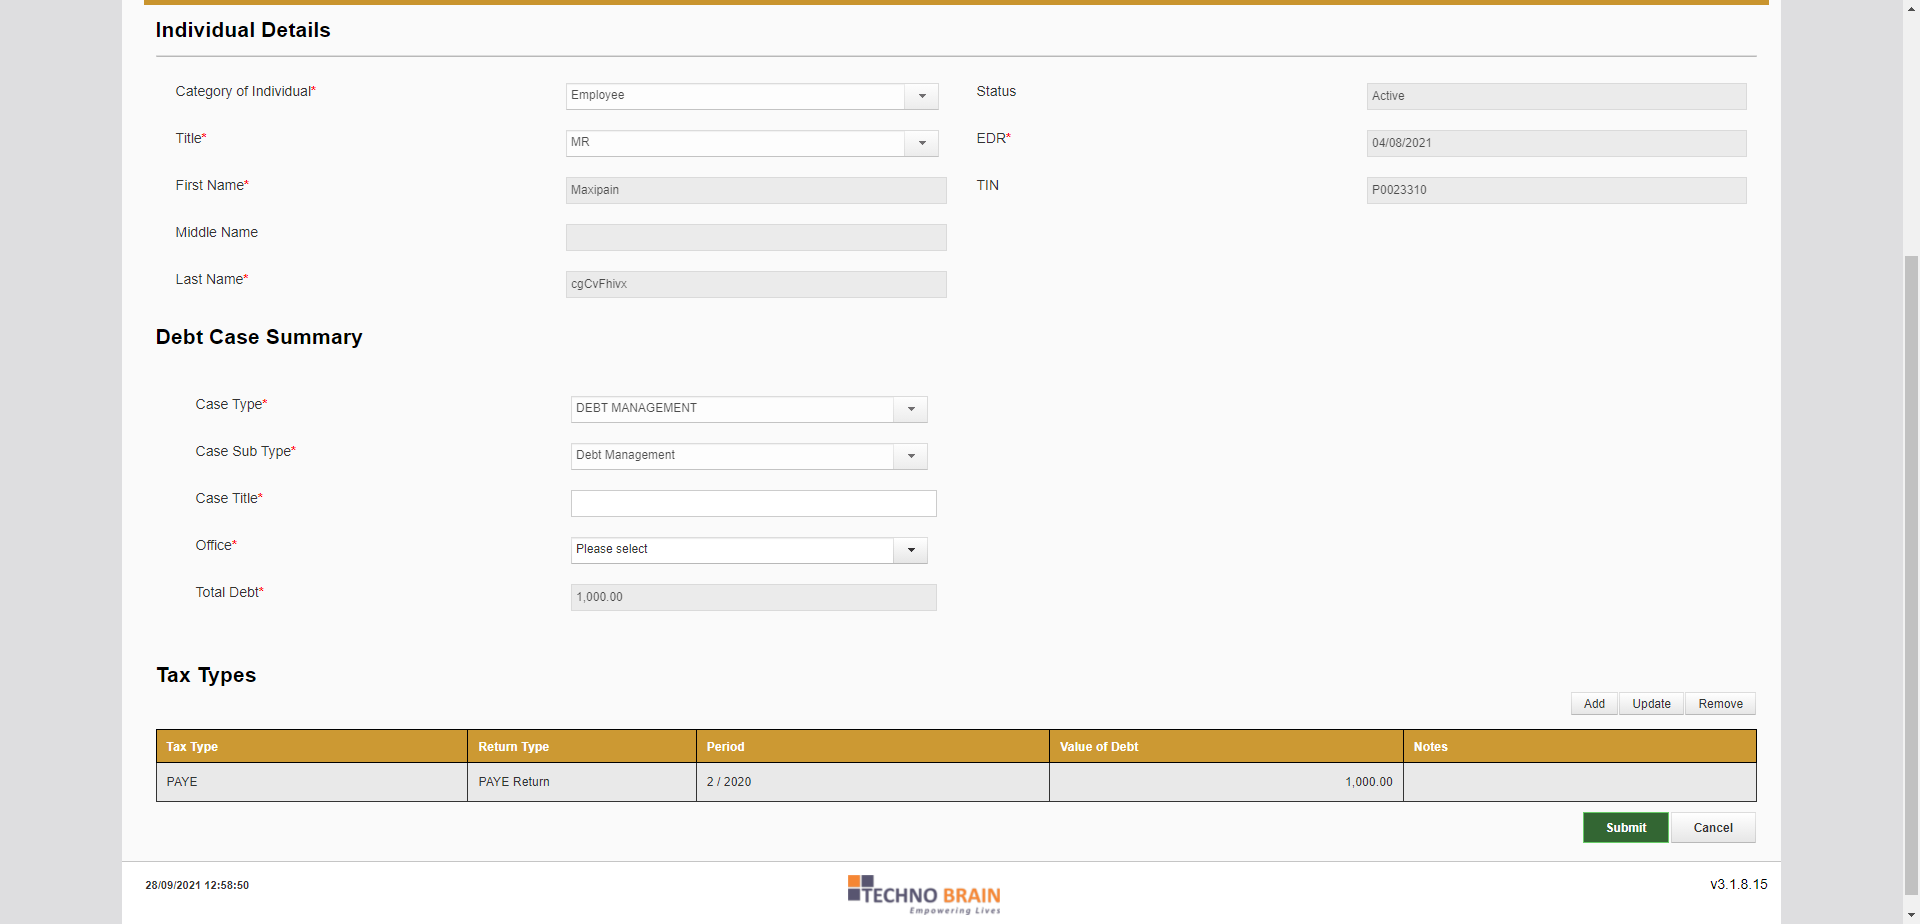 Individual Details
Category of Individual* Employee Status Active
Title* MR EDR* 04/08/2021
First Name* Maxipain TIN P0023310
Middle Name
Last Name* cgCvFhivx
Debt Case Summary
Case Type* DEBT MANAGEMENT
Case Sub Type* Debt Management
Case Title*
Office* Please select
Total Debt* 1,000.00
Tax Types
Add Update Remove
Tax Type Return Type Period Value of Debt Notes
PAYE PAYE Return 2 / 2020 1,000.00
Submit Cancel
28/09/2021 12:58:50 TECHNO BRAIN v3.1.8.15
Empowering Lives